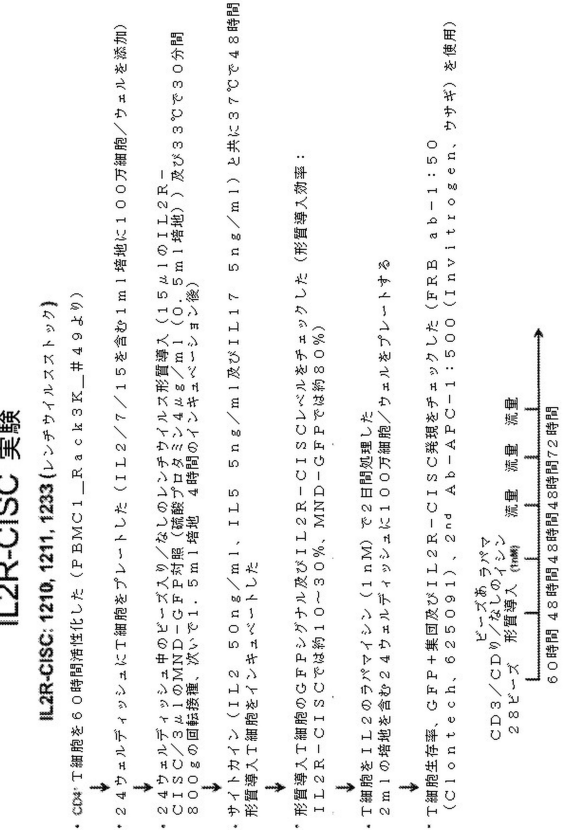 IL2R-CISC 実験
IL2R-CISC: 1210, 1211, 1233 (レンチウイルスストック)
・CD4⁺T細胞を60時間活性化した（PBMC1_Rack3K_#49より）
・24ウェルディッシュにT細胞をプレートした（IL2/7/15を含む1ml培地に100万細胞/ウェルを添加）
・24ウェルディッシュ中のビーズ入り/なしのレンチウイルス形質導入（15μlのIL2R-
CISC/3μlのMND-GFP対照（硫酸プロタミン4μg/ml（0.5ml培地））及び33℃で30分間
800gの回転接種、次いで1.5ml培地 4時間のインキュベーション後）
・サイトカイン（IL2 50ng/ml、IL5 5ng/ml及びIL17 5ng/ml）と共に37℃で48時間
形質導入T細胞をインキュベートした
・形質導入T細胞のGFPシグナル及びIL2R-CISCレベルをチェックした（形質導入効率：
IL2R-CISCでは約10～30%、MND-GFPでは約80%）
・T細胞をIL2のラパマイシン（1nM）で2日間処理した
2mlの培地を含む24ウェルディッシュに100万細胞/ウェルをプレートする
・T細胞生存率、GFP+集団及びIL2R-CISC発現をチェックした（FRB ab-1:50
（Clontech、625091）、2nd Ab-APC-1:500（Invitrogen、ウサギ）を使用）
ビーズあ ラパマ
CD3/CD り/なしの イシン
28ビーズ 形質導入 (1nM) 流量 流量 流量
60時間 48時間 48時間 48時間 72時間